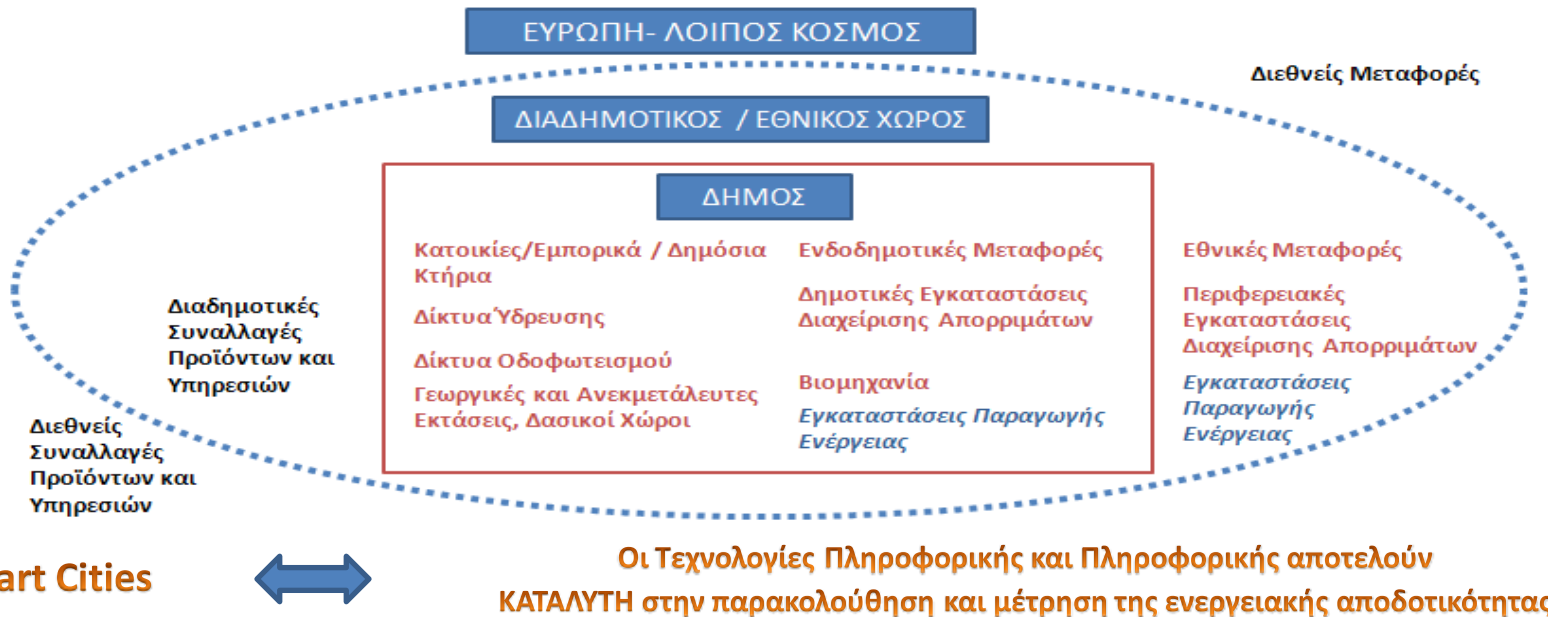 ΕΥΡΩΠΗ- ΛΟΙΠΟΣ ΚΟΣΜΟΣ
Διεθνείς Μεταφορές
ΔΙΑΔΗΜΟΤΙΚΟΣ / ΕΘΝΙΚΟΣ ΧΩΡΟΣ
ΔΗΜΟΣ
Κατοικίες/Εμπορικά / Δημόσια
Κτήρια
Δίκτυα Ύδρευσης
Δίκτυα Οδοφωτεισμού
Γεωργικές και Ανεκμετάλευτες
Εκτάσεις, Δασικοί Χώροι
Ενδοδημοτικές Μεταφορές
Δημοτικές Εγκαταστάσεις
Διαχείρισης Απορριμάτων
Βιομηχανία
Εγκαταστάσεις Παραγωγής
Ενέργειας
Εθνικές Μεταφορές
Περιφερειακές
Εγκαταστάσεις
Διαχείρισης Απορριμάτων
Εγκαταστάσεις
Παραγωγής
Ενέργειας
Διαδημοτικές
Συναλλαγές
Προϊόντων και
Υπηρεσιών
Διεθνείς
Συναλλαγές
Προϊόντων και
Υπηρεσιών
art Cities
Οι Τεχνολογίες Πληροφορικής και Πληροφορικής αποτελούν
ΚΑΤΑΛΥΤΗ στην παρακολούθηση και μέτρηση της ενεργειακής αποδοτικότητας